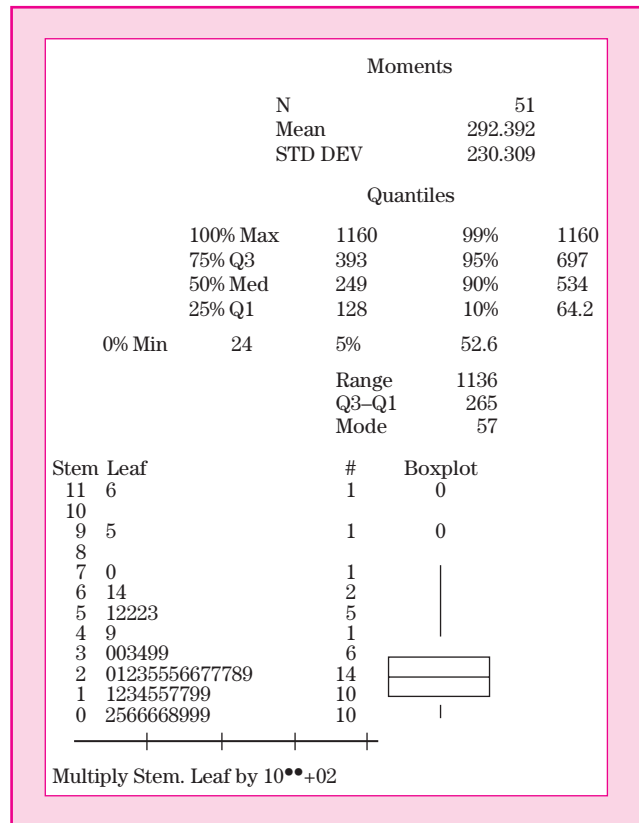 Moments
N 51
Mean 292.392
STD DEV 230.309
Quantiles
100% Max 1160 99% 1160
75% Q3 393 95% 697
50% Med 249 90% 534
25% Q1 128 10% 64.2
0% Min 24 5% 52.6
Range 1136
Q3–Q1 265
Mode 57
Stem Leaf # Boxplot
11 6 1 0
10
9 5 1 0
8
7 0 1
6 14 2
5 12223 5
4 9 1
3 003499 6
2 01235556677789 14
1 1234557799 10
0 2566668999 10
Multiply Stem. Leaf by 10••+02